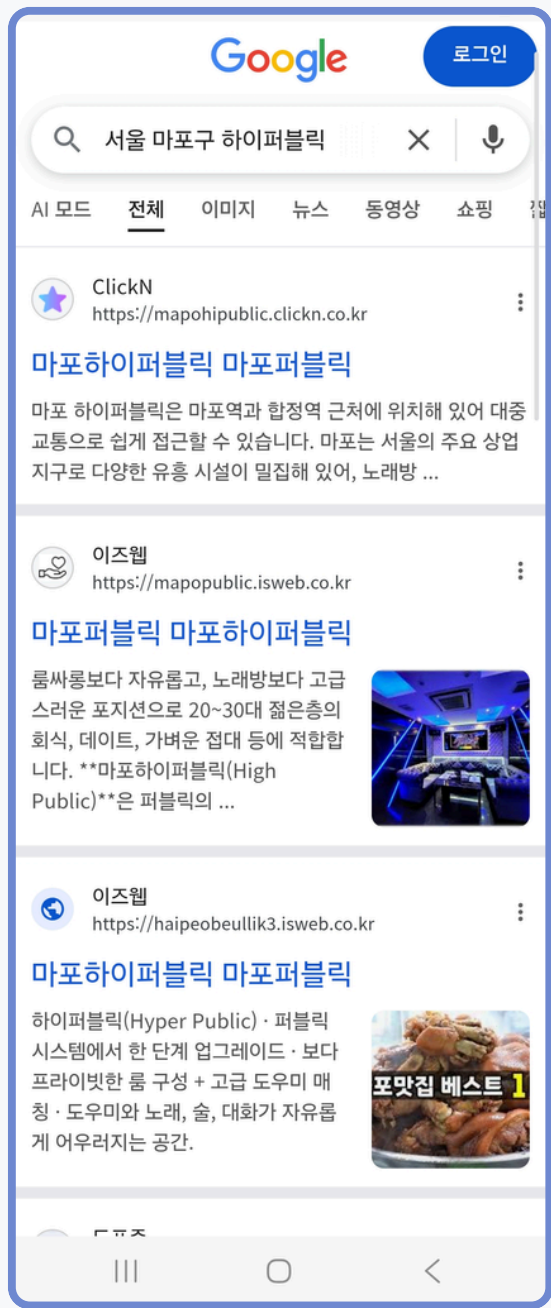 Google
로그인
서울 마포구 하이퍼블릭
AI 모드 전체 이미지 뉴스 동영상 쇼핑
ClickN
https://mapohipublic.clickn.co.kr
마포하이퍼블릭 마포퍼블릭
마포 하이퍼블릭은 마포역과 합정역 근처에 위치해 있어 대중
교통으로 쉽게 접근할 수 있습니다. 마포는 서울의 주요 상업
지구로 다양한 유흥 시설이 밀집해 있어, 노래방 ...
이즈웹
https://mapopublic.isweb.co.kr
마포퍼블릭 마포하이퍼블릭
룸싸롱보다 자유롭고, 노래방보다 고급
스러운 포지션으로 20~30대 젊은층의
회식, 데이트, 가벼운 접대 등에 적합합
니다. **마포하이퍼블릭(High
Public)**은 퍼블릭의 ...
이즈웹
https://haipeobeullik3.isweb.co.kr
마포하이퍼블릭 마포퍼블릭
하이퍼블릭(Hyper Public) · 퍼블릭
시스템에서 한 단계 업그레이드 · 보다
프라이빗한 룸 구성 + 고급 도우미 매
칭 · 도우미와 노래, 술, 대화가 자유롭
게 어우러지는 공간.
포맛집 베스트 1